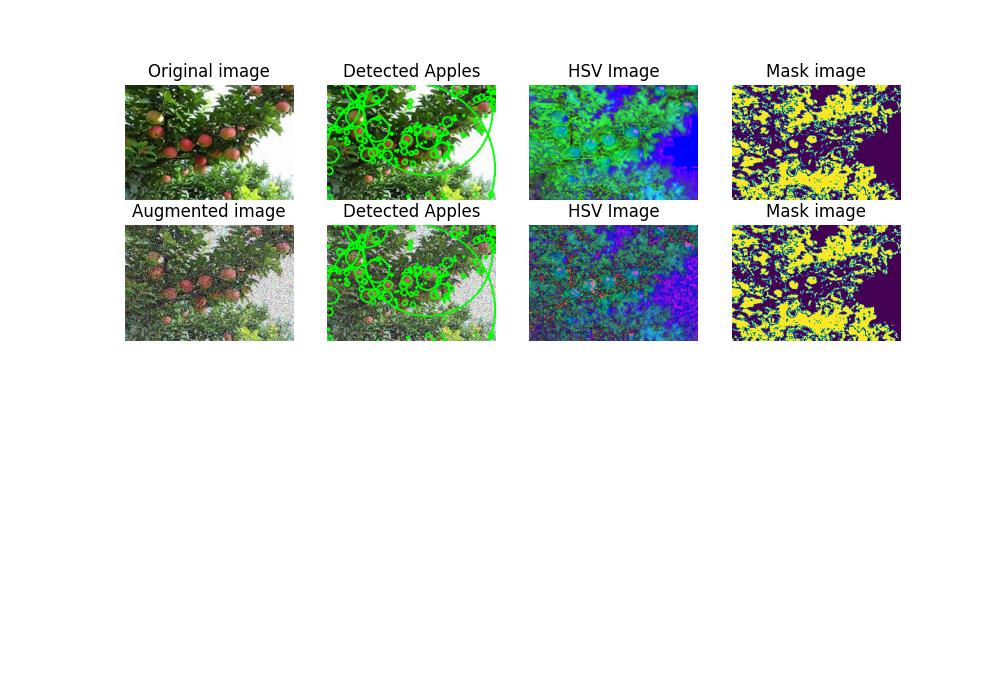 Original image
Detected Apples
HSV Image
Mask image
Augmented image
Detected Apples
HSV Image
Mask image